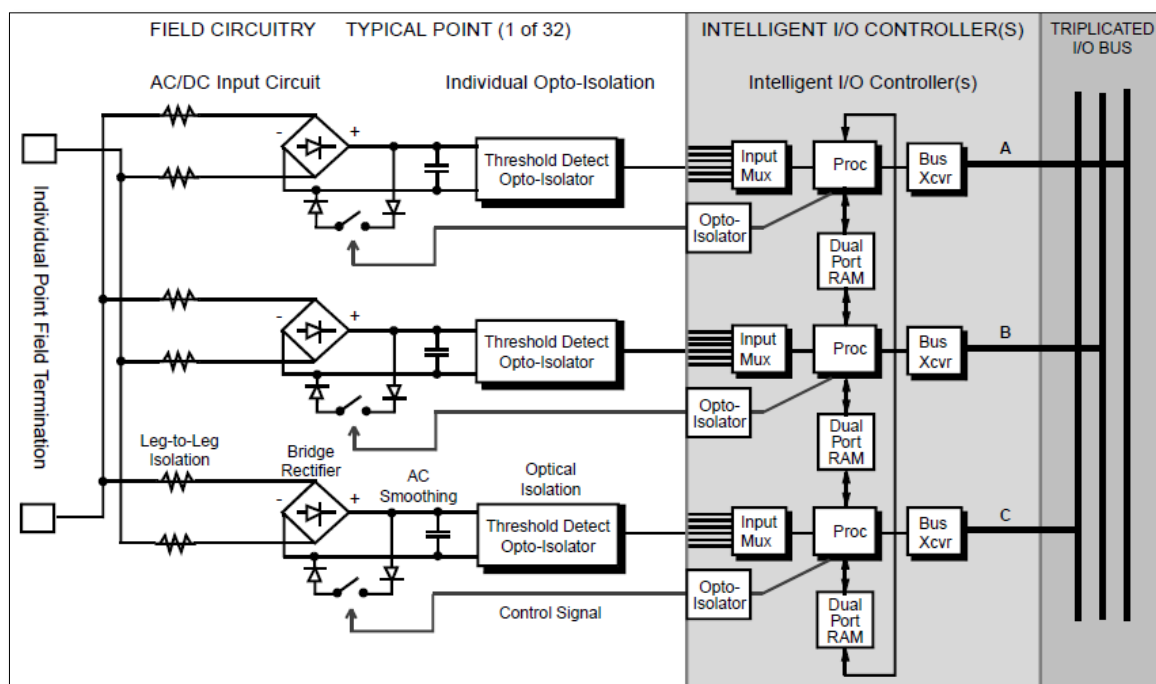 FIELD CIRCUITRY TYPICAL POINT (1 of 32)
INTELLIGENT I/O CONTROLLER(S)
TRIPLICATED
I/O BUS
AC/DC Input Circuit
Individual Opto-Isolation
Intelligent I/O Controller(s)
Individual Point Field Termination
- +
Threshold Detect
Opto-Isolator
Input
Mux
Proc
Bus
Xcvr
A
Opto-
Isolator
Dual
Port
RAM
- +
Threshold Detect
Opto-Isolator
Input
Mux
Proc
Bus
Xcvr
B
Opto-
Isolator
Dual
Port
RAM
Leg-to-Leg
Isolation
Bridge
Rectifier
AC
Smoothing
Optical
Isolation
- +
Threshold Detect
Opto-Isolator
Input
Mux
Proc
Bus
Xcvr
C
Opto-
Isolator
Control Signal
Dual
Port
RAM